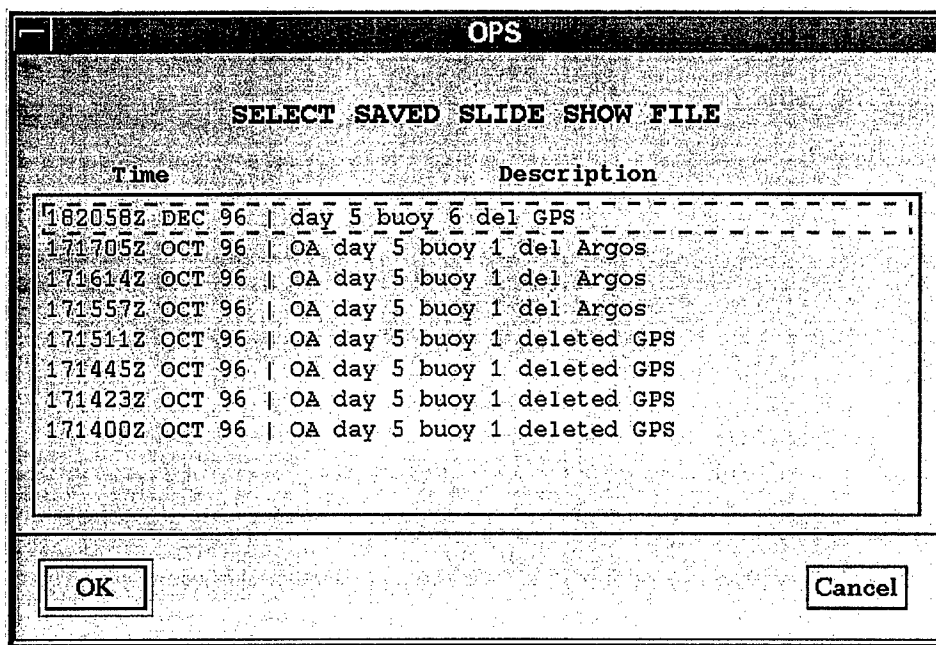 OPS
SELECT SAVED SLIDE SHOW FILE
Time Description
182058Z DEC 96 | day 5 buoy 6 del GPS
171705Z OCT 96 | OA day 5 buoy 1 del Argos
171614Z OCT 96 | OA day 5 buoy 1 del Argos
171557Z OCT 96 | OA day 5 buoy 1 del Argos
171511Z OCT 96 | OA day 5 buoy 1 deleted GPS
171445Z OCT 96 | OA day 5 buoy 1 deleted GPS
171423Z OCT 96 | OA day 5 buoy 1 deleted GPS
171400Z OCT 96 | OA day 5 buoy 1 deleted GPS
OK Cancel